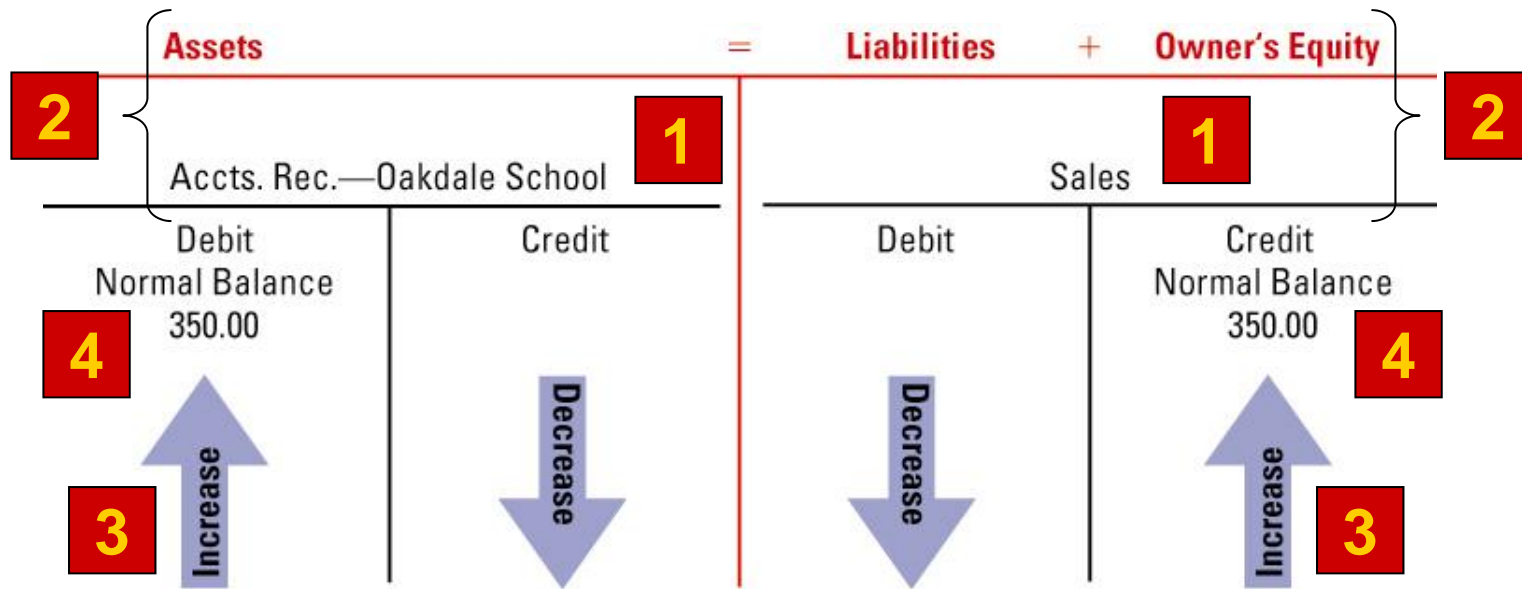 Assets = Liabilities + Owner's Equity
2 1 1 2
Accts. Rec.—Oakdale School Sales
Debit Credit Debit Credit
Normal Balance Normal Balance
350.00 350.00
4 4
Increase Decrease Decrease Increase
3 3